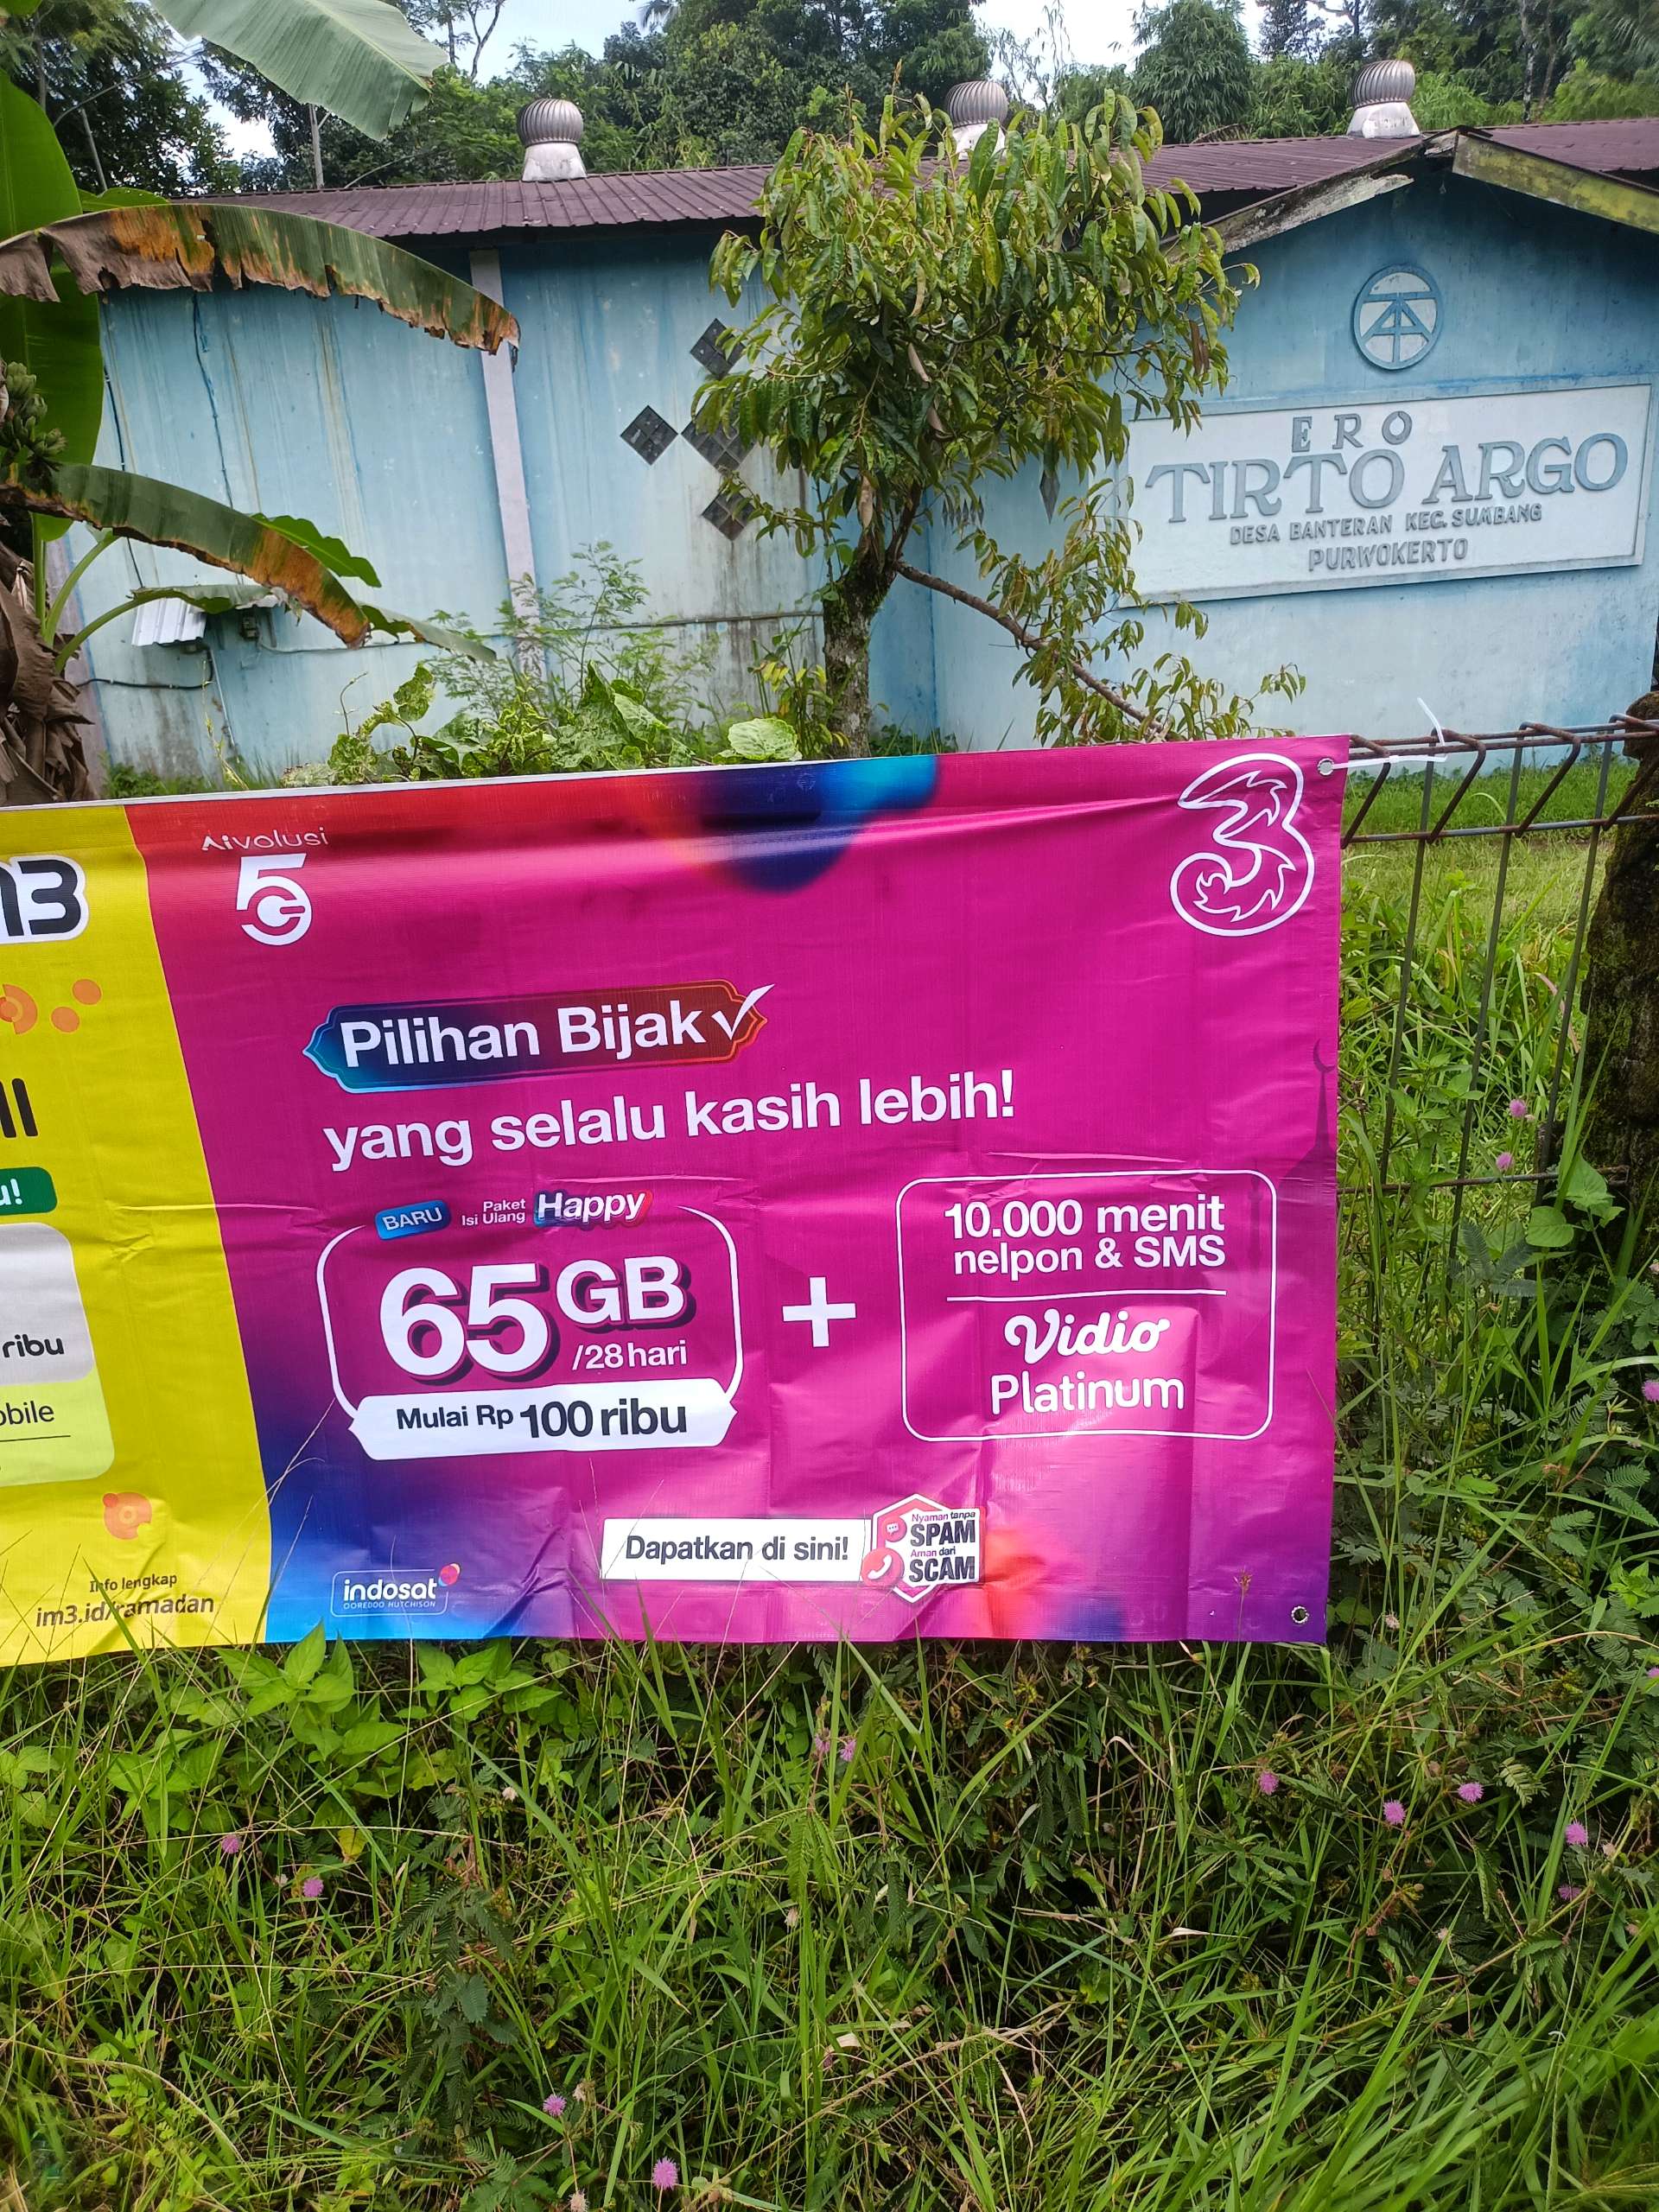 ERO
TIRTO ARGO
DESA BANTERAN KEC. SUMBANG
PURWOKERTO
ribu
Info lengkap
im3.id/ramadan
Aivolusi
5G
3
Pilihan Bijak
yang selalu kasih lebih!
BARU Paket Isi Ulang Happy
65 GB
/28 hari
Mulai Rp 100 ribu
+
10.000 menit
nelpon & SMS
Vidio
Platinum
Dapatkan di sini!
Nyaman tanpa
SPAM
Aman dari
SCAM
indosat
OOREDOO HUTCHISON